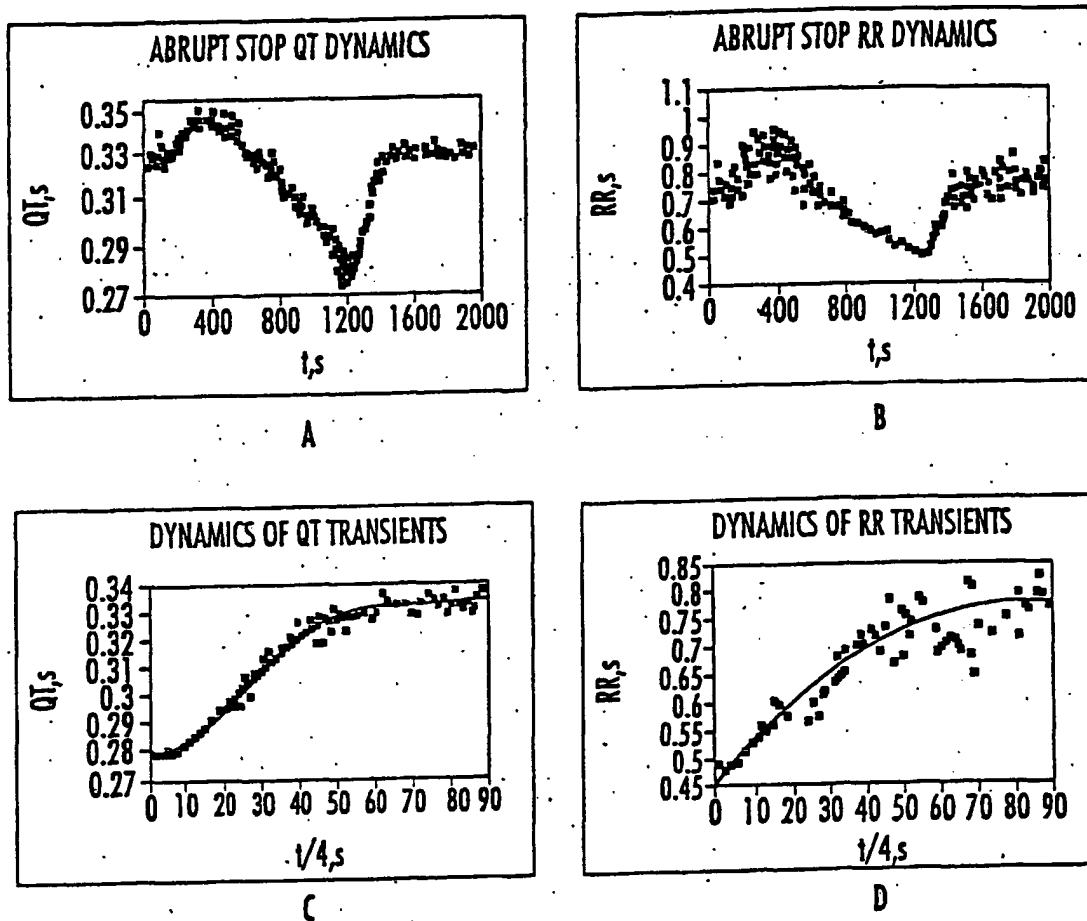 ABRUPT STOP QT DYNAMICS
QT,s
0.35
0.33
0.31
0.29
0.27
0 400 800 1200 1600 2000
t,s
A
ABRUPT STOP RR DYNAMICS
RR,s
1.1
1
0.9
0.8
0.7
0.6
0.5
0.4
0 400 800 1200 1600 2000
t,s
B
DYNAMICS OF QT TRANSIENTS
QT,s
0.34
0.33
0.32
0.31
0.3
0.29
0.28
0.27
0 10 20 30 40 50 60 70 80 90
t/4,s
C
DYNAMICS OF RR TRANSIENTS
RR,s
0.85
0.8
0.75
0.7
0.65
0.6
0.55
0.5
0.45
0 10 20 30 40 50 60 70 80 90
t/4,s
D